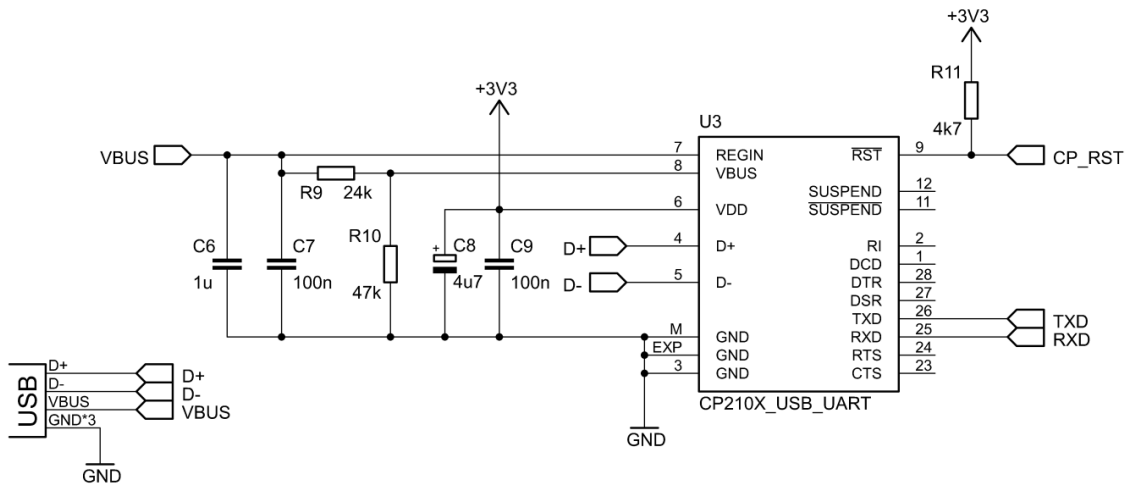 +3V3
R11
4k7
+3V3
U3
VBUS
7
REGIN
RST
9
CP_RST
8
VBUS
R9
24k
SUSPEND
12
6
VDD
SUSPEND
11
R10
47k
C6
1u
C7
100n
+
C8
4u7
C9
100n
D+
4
D+
RI
2
DCD
1
D-
5
D-
DTR
28
DSR
27
TXD
26
TXD
M
GND
RXD
25
RXD
EXP
GND
RTS
24
3
GND
CTS
23
CP210X_USB_UART
GND
USB
D+
D+
D-
D-
VBUS
VBUS
GND*3
GND